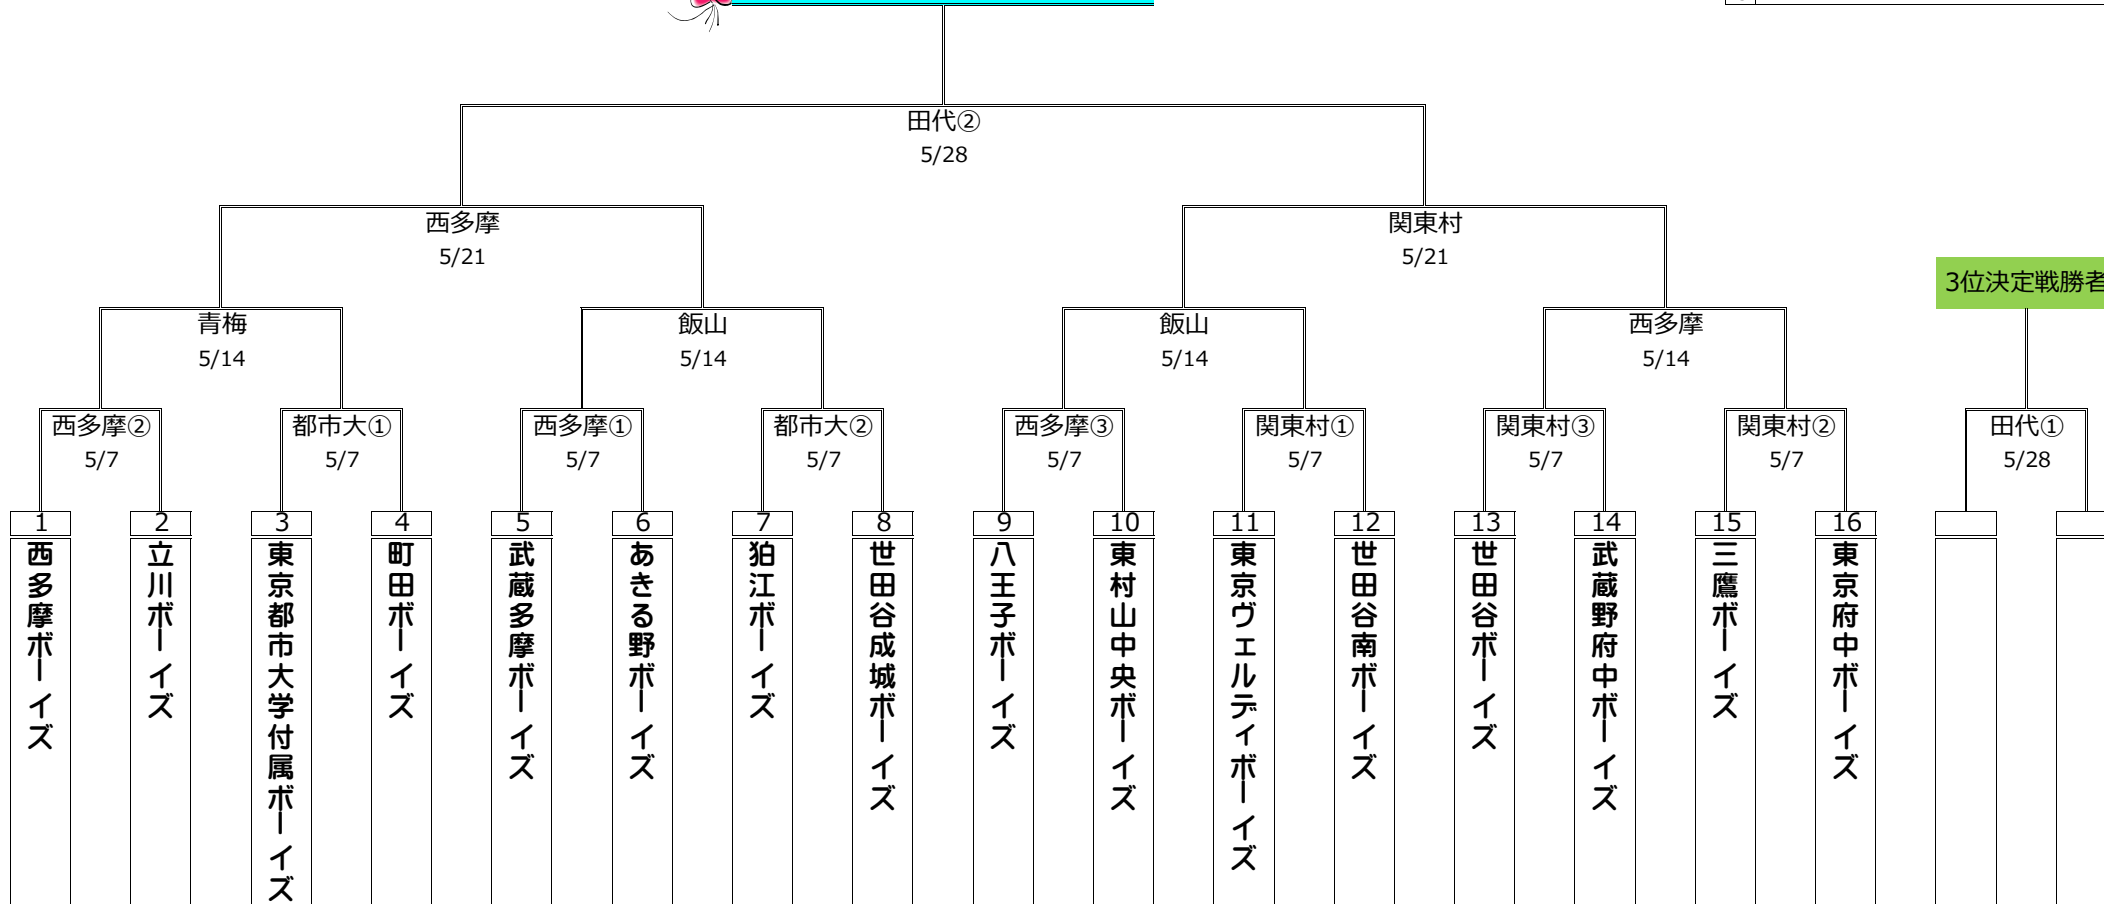 田代②
5/28
西多摩
5/21
関東村
5/21
3位決定戦勝者
青梅
5/14
飯山
5/14
飯山
5/14
西多摩
5/14
西多摩②
5/7
都市大①
5/7
西多摩①
5/7
都市大②
5/7
西多摩③
5/7
関東村①
5/7
関東村③
5/7
関東村②
5/7
田代①
5/28
1
西多摩ボーイズ
2
立川ボーイズ
3
東京都市大学付属ボーイズ
4
町田ボーイズ
5
武蔵多摩ボーイズ
6
あきる野ボーイズ
7
狛江ボーイズ
8
世田谷成城ボーイズ
9
八王子ボーイズ
10
東村山中央ボーイズ
11
東京ヴェルディボーイズ
12
世田谷南ボーイズ
13
世田谷ボーイズ
14
武蔵野府中ボーイズ
15
三鷹ボーイズ
16
東京府中ボーイズ